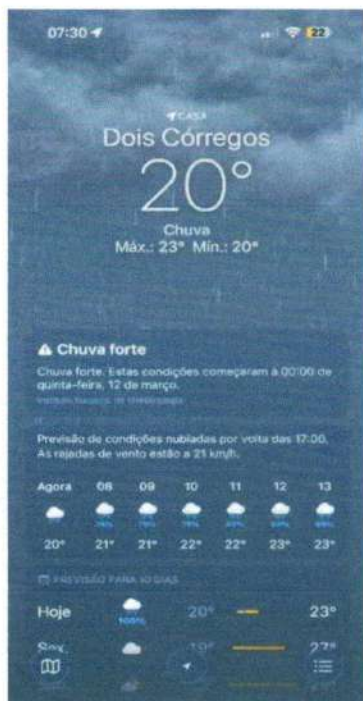 07:30
22
CASA
Dois Córregos
20°
Chuva
Máx.: 23° Mín.: 20°
Chuva forte
Chuva forte. Estas condições começaram à 00:00 de
quinta-feira, 12 de março.
Previsão de condições nubladas por volta das 17:00.
As rajadas de vento estão a 21 km/h.
Agora 08 09 10 11 12 13
20° 21° 21° 22° 22° 23° 23°
PREVISÃO PARA 10 DIAS
Hoje 100% 20° 23°
Sex. 19° 27°